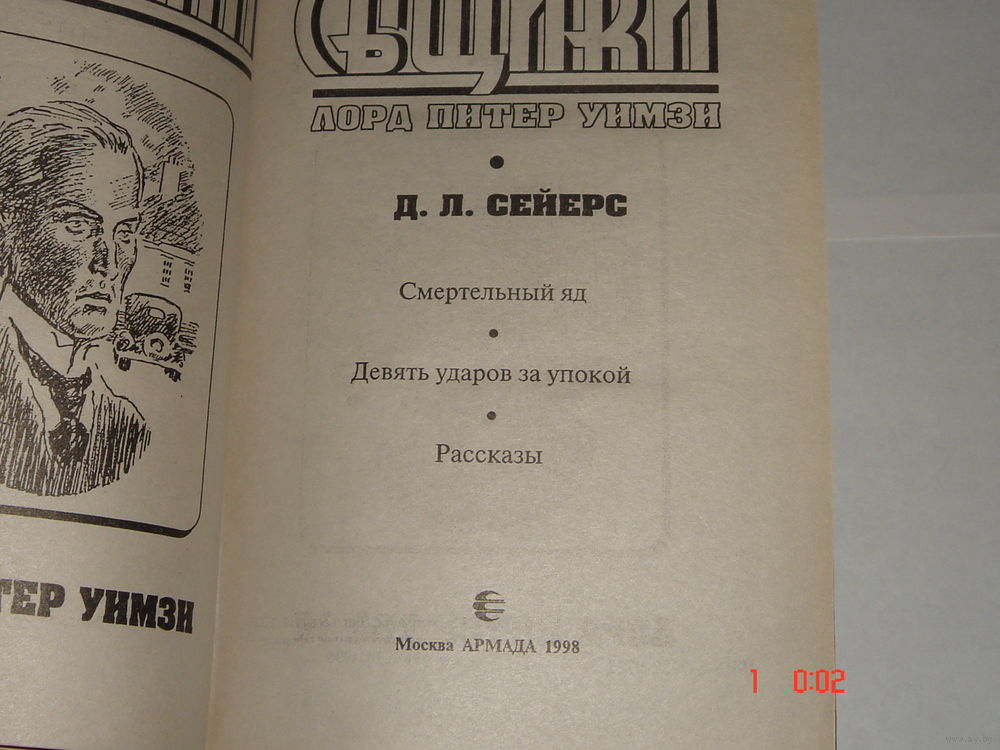 СЫЩИКИ
ЛОРД ПИТЕР УИМЗИ
Д. Л. СЕЙЕРС
Смертельный яд
Девять ударов за упокой
Рассказы
ТЕР УИМЗИ
Москва АРМАДА 1998
1 0:02